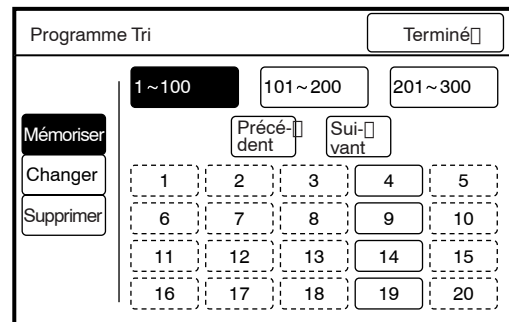 Programme Tri Terminé
1~100 101~200 201~300
Précé- Sui-
dent vant
Mémoriser
Changer
Supprimer
1 2 3 4 5
6 7 8 9 10
11 12 13 14 15
16 17 18 19 20